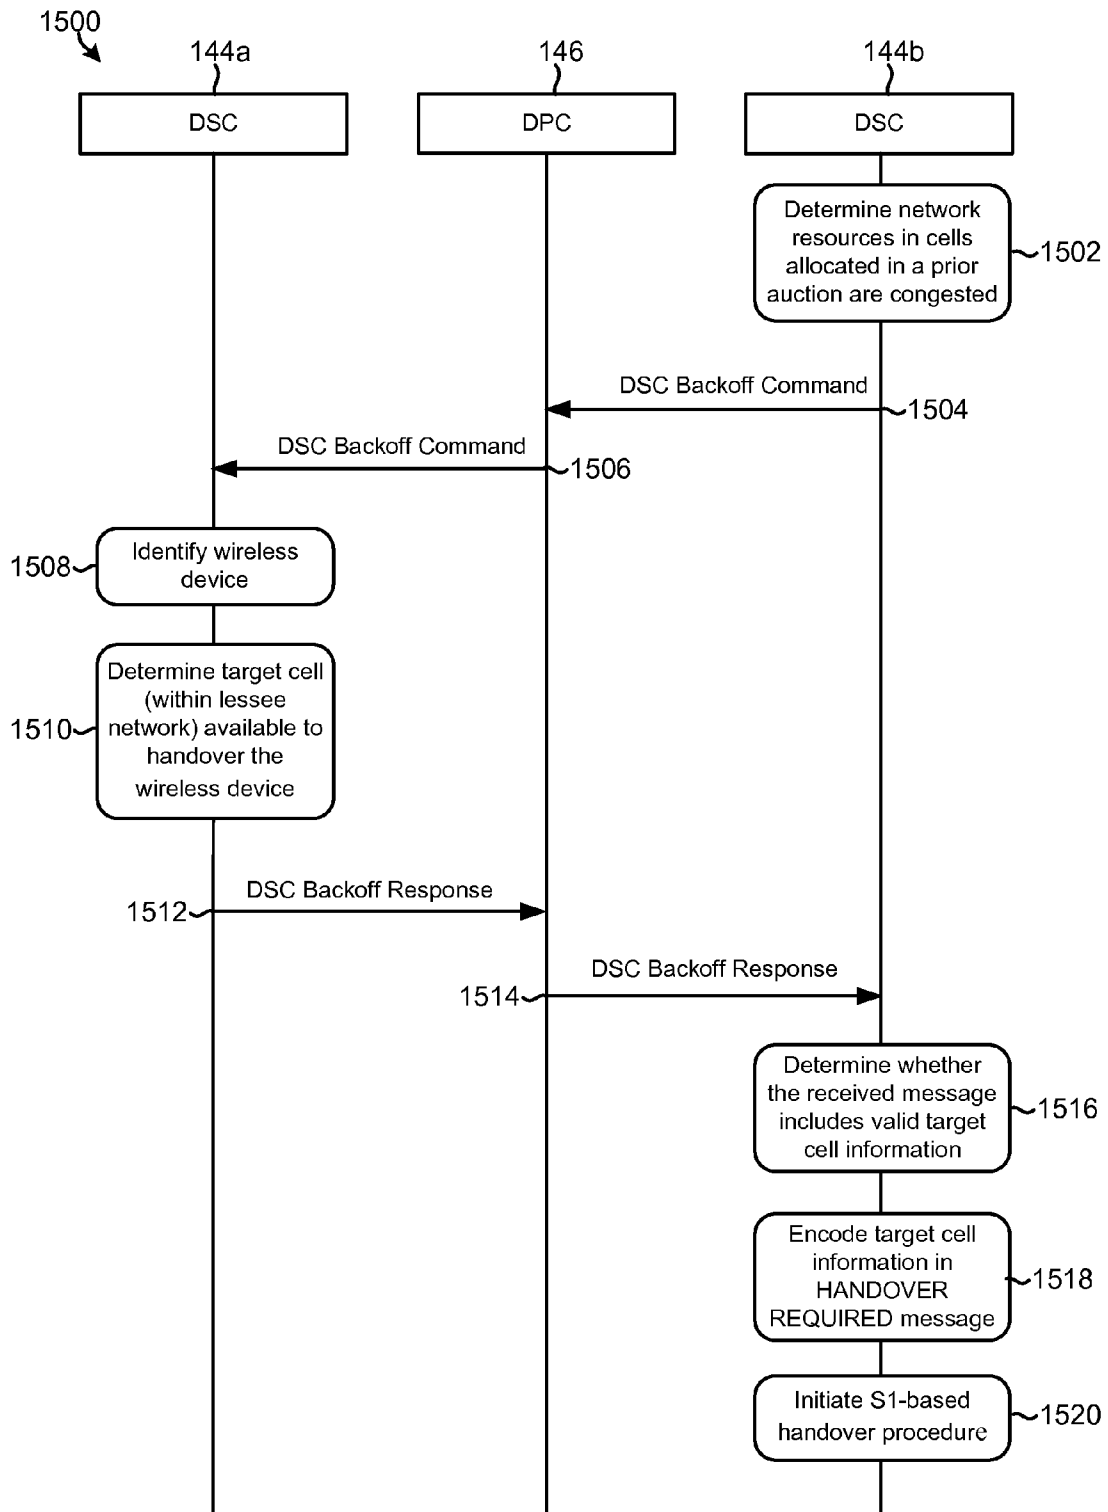 1500
144a
146
144b
DSC
DPC
DSC
Determine network
resources in cells
allocated in a prior
auction are congested
1502
DSC Backoff Command
1504
DSC Backoff Command
1506
Identify wireless
device
1508
Determine target cell
(within lessee
network) available to
handover the
wireless device
1510
DSC Backoff Response
1512
DSC Backoff Response
1514
Determine whether
the received message
includes valid target
cell information
1516
Encode target cell
information in
HANDOVER
REQUIRED message
1518
Initiate S1-based
handover procedure
1520